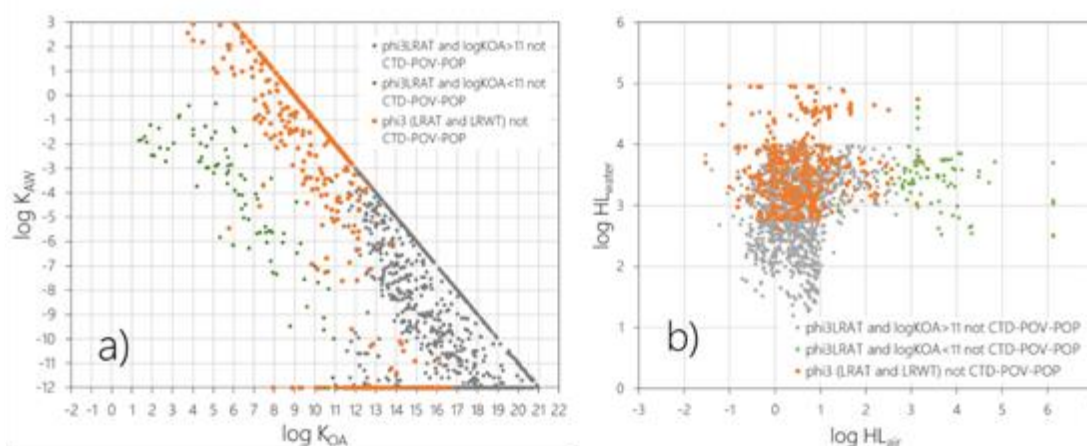 3
2
1
0
-1
-2
-3
-4
-5
-6
-7
-8
-9
-10
-11
-12
log K_AW
phi3LRAT and logKOA>11 not
CTD-POV-POP
phi3LRAT and logKOA<11 not
CTD-POV-POP
phi3 (LRAT and LRWT) not
CTD-POV-POP
a)
-2 -1 0 1 2 3 4 5 6 7 8 9 10 11 12 13 14 15 16 17 18 19 20 21 22
log K_OA
6
5
4
3
2
1
0
log HL_water
b)
phi3LRAT and logKOA>11 not CTD-POV-POP
phi3LRAT and logKOA<11 not CTD-POV-POP
phi3 (LRAT and LRWT) not CTD-POV-POP
-3 -2 -1 0 1 2 3 4 5 6 7
log HL_air